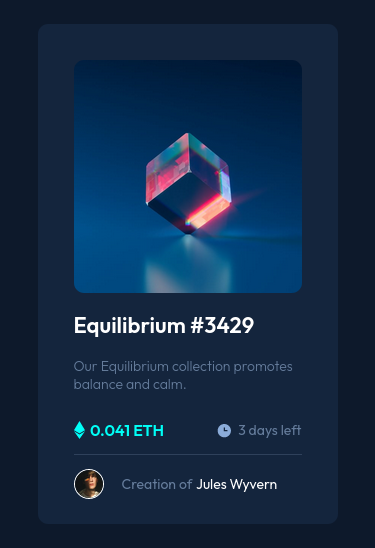 Equilibrium #3429
Our Equilibrium collection promotes
balance and calm.
0.041 ETH
3 days left
Creation of Jules Wyvern